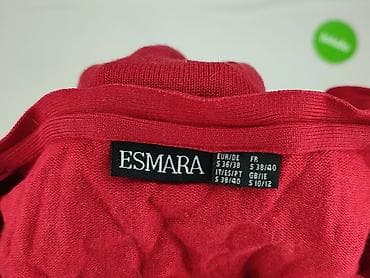 ESMARA
EUR/DE
S 36/38
IT/ES/PT
S 38/40
FR
S 38/40
GB/IE
S 10/12